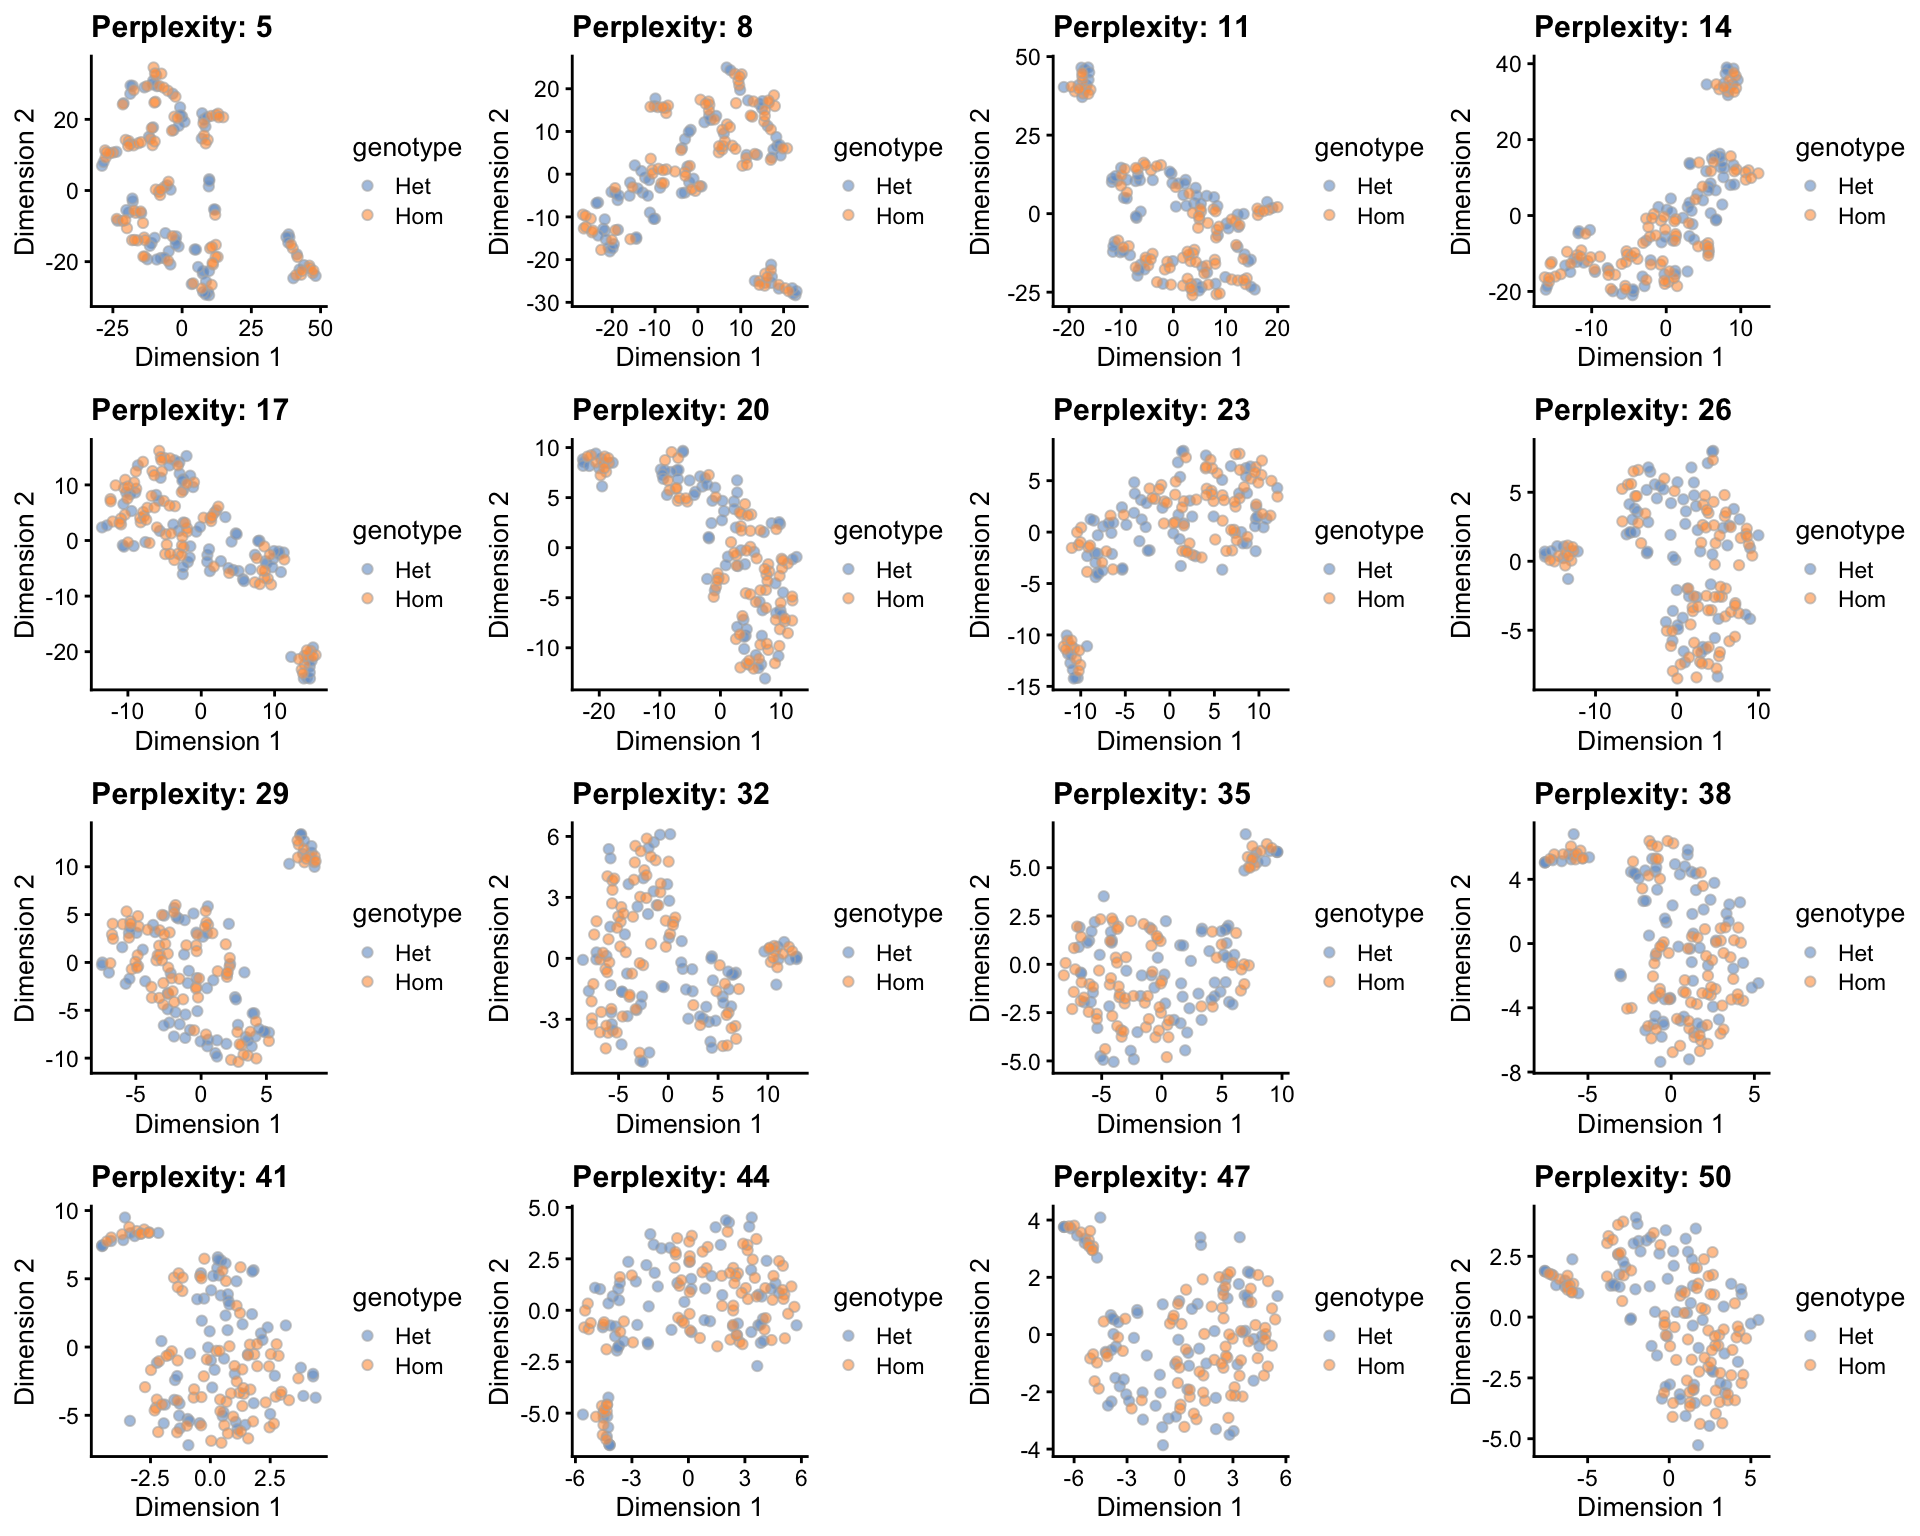 Perplexity: 5
Dimension 2
20
0
-20
-25 0 25 50
Dimension 1
genotype
Het
Hom
Perplexity: 8
Dimension 2
20
10
0
-10
-20
-30
-20 -10 0 10 20
Dimension 1
genotype
Het
Hom
Perplexity: 11
Dimension 2
50
25
0
-25
-20 -10 0 10 20
Dimension 1
genotype
Het
Hom
Perplexity: 14
Dimension 2
40
20
0
-20
-10 0 10
Dimension 1
genotype
Het
Hom
Perplexity: 17
Dimension 2
10
0
-10
-20
-10 0 10
Dimension 1
genotype
Het
Hom
Perplexity: 20
Dimension 2
10
5
0
-5
-10
-20 -10 0 10
Dimension 1
genotype
Het
Hom
Perplexity: 23
Dimension 2
5
0
-5
-10
-15
-10 -5 0 5 10
Dimension 1
genotype
Het
Hom
Perplexity: 26
Dimension 2
5
0
-5
-10 0 10
Dimension 1
genotype
Het
Hom
Perplexity: 29
Dimension 2
10
5
0
-5
-10
-5 0 5
Dimension 1
genotype
Het
Hom
Perplexity: 32
Dimension 2
6
3
0
-3
-5 0 5 10
Dimension 1
genotype
Het
Hom
Perplexity: 35
Dimension 2
5.0
2.5
0.0
-2.5
-5.0
-5 0 5 10
Dimension 1
genotype
Het
Hom
Perplexity: 38
Dimension 2
4
0
-4
-8
-5 0 5
Dimension 1
genotype
Het
Hom
Perplexity: 41
Dimension 2
10
5
0
-5
-2.5 0.0 2.5
Dimension 1
genotype
Het
Hom
Perplexity: 44
Dimension 2
5.0
2.5
0.0
-2.5
-5.0
-6 -3 0 3 6
Dimension 1
genotype
Het
Hom
Perplexity: 47
Dimension 2
4
2
0
-2
-4
-6 -3 0 3 6
Dimension 1
genotype
Het
Hom
Perplexity: 50
Dimension 2
2.5
0.0
-2.5
-5.0
-5 0 5
Dimension 1
genotype
Het
Hom